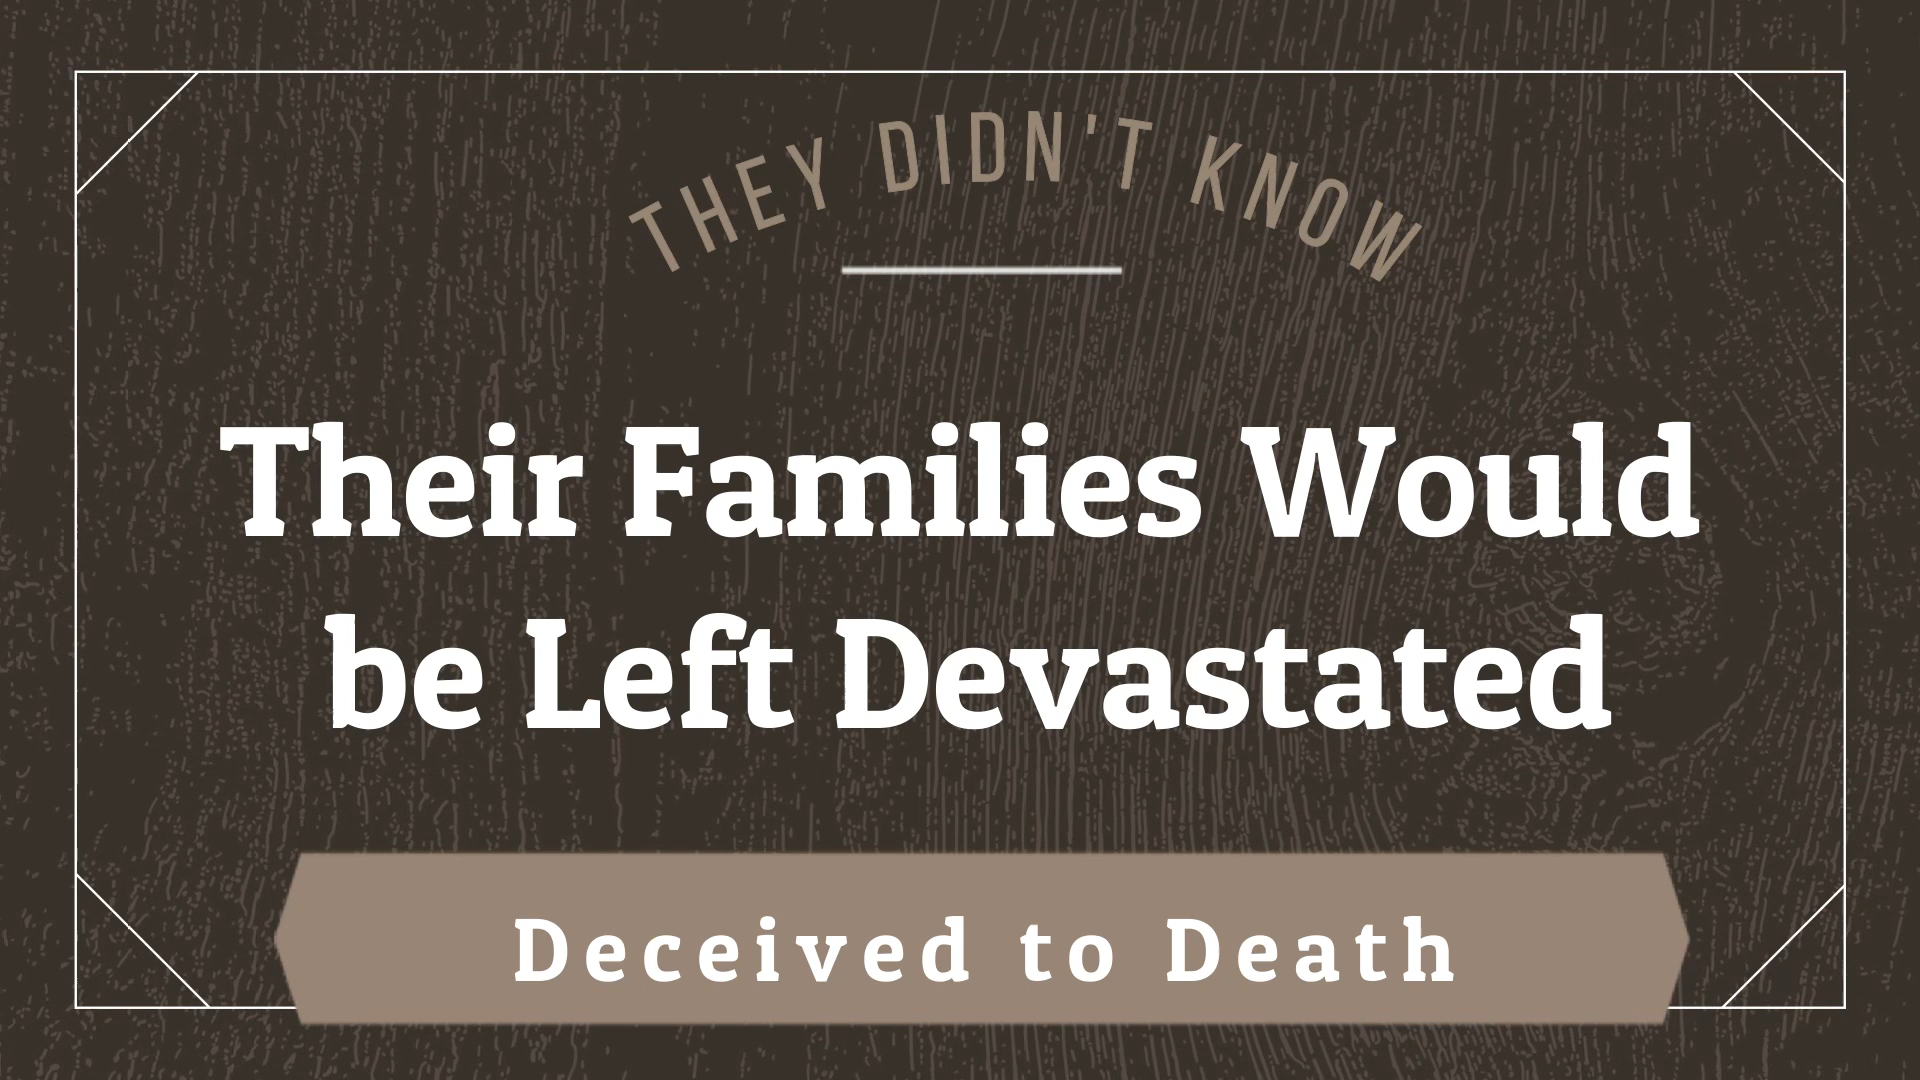 THEY DIDN'T KNOW
Their Families Would
be Left Devastated
Deceived to Death